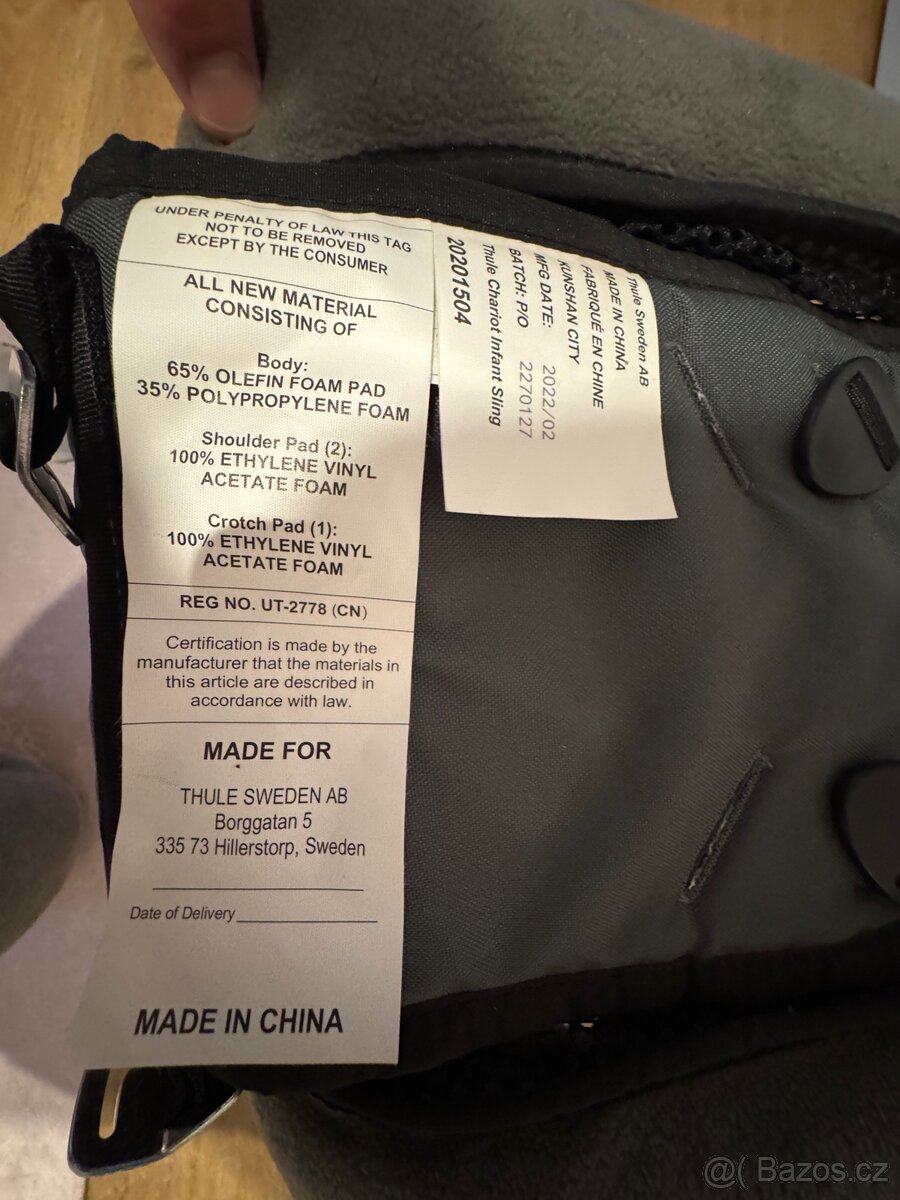 UNDER PENALTY OF LAW THIS TAG
NOT TO BE REMOVED
EXCEPT BY THE CONSUMER
ALL NEW MATERIAL
CONSISTING OF
Body:
65% OLEFIN FOAM PAD
35% POLYPROPYLENE FOAM
Shoulder Pad (2):
100% ETHYLENE VINYL
ACETATE FOAM
Crotch Pad (1):
100% ETHYLENE VINYL
ACETATE FOAM
REG NO. UT-2778 (CN)
Certification is made by the
manufacturer that the materials in
this article are described in
accordance with law.
MADE FOR
THULE SWEDEN AB
Borggatan 5
335 73 Hillerstorp, Sweden
Date of Delivery
MADE IN CHINA
Thule Sweden AB
MADE IN CHINA
FABRIQUÉ EN CHINE
KUNSHAN CITY
MFG DATE: 2022/02
BATCH: P/O 2270127
Thule Chariot Infant Sling
20201504
@( Bazos.cz